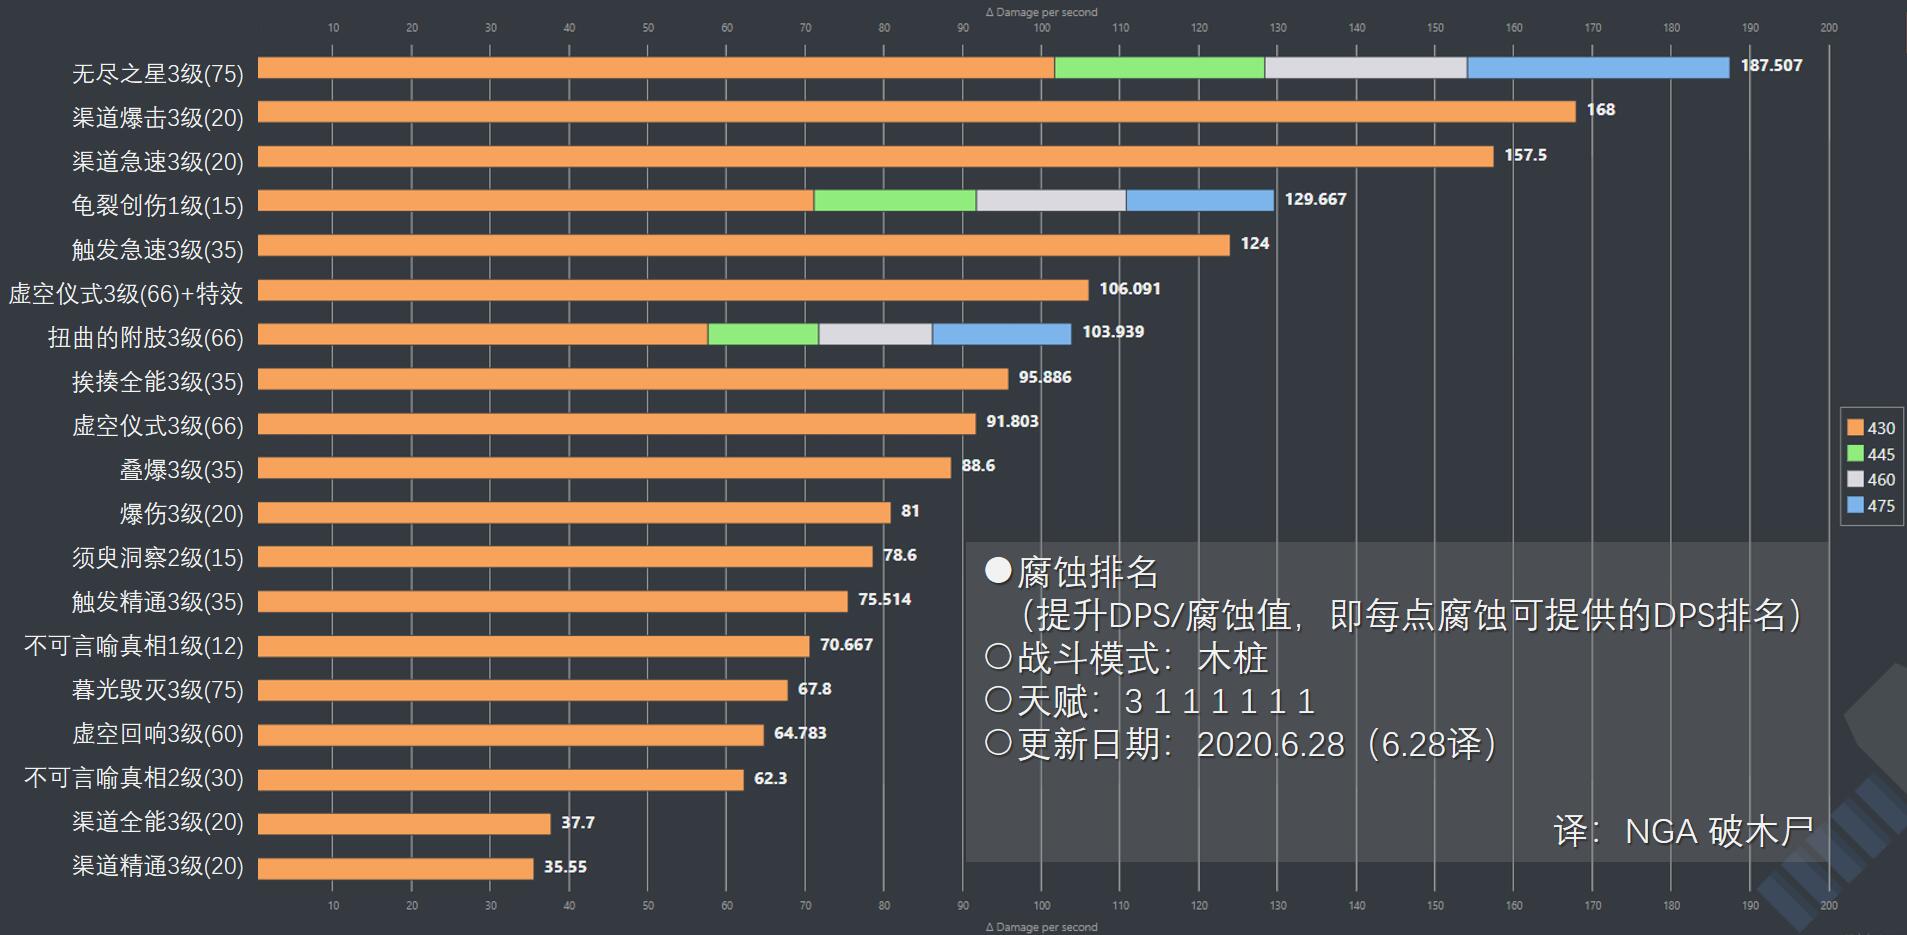 Δ Damage per second
10 20 30 40 50 60 70 80 90 100 110 120 130 140 150 160 170 180 190 200
无尽之星3级(75) 187.507
渠道爆击3级(20) 168
渠道急速3级(20) 157.5
龟裂创伤1级(15) 129.667
触发急速3级(35) 124
虚空仪式3级(66)+特效 106.091
扭曲的附肢3级(66) 103.939
挨揍全能3级(35) 95.886
虚空仪式3级(66) 91.803
叠爆3级(35) 88.6
爆伤3级(20) 81
须臾洞察2级(15) 78.6
触发精通3级(35) 75.514
不可言喻真相1级(12) 70.667
暮光毁灭3级(75) 67.8
虚空回响3级(60) 64.783
不可言喻真相2级(30) 62.3
渠道全能3级(20) 37.7
渠道精通3级(20) 35.55
10 20 30 40 50 60 70 80 90 100 110 120 130 140 150 160 170 180 190 200
Δ Damage per second
430
445
460
475
●腐蚀排名
（提升DPS/腐蚀值，即每点腐蚀可提供的DPS排名）
○战斗模式：木桩
○天赋：3 1 1 1 1 1 1
○更新日期：2020.6.28（6.28译）
译：NGA 破木尸